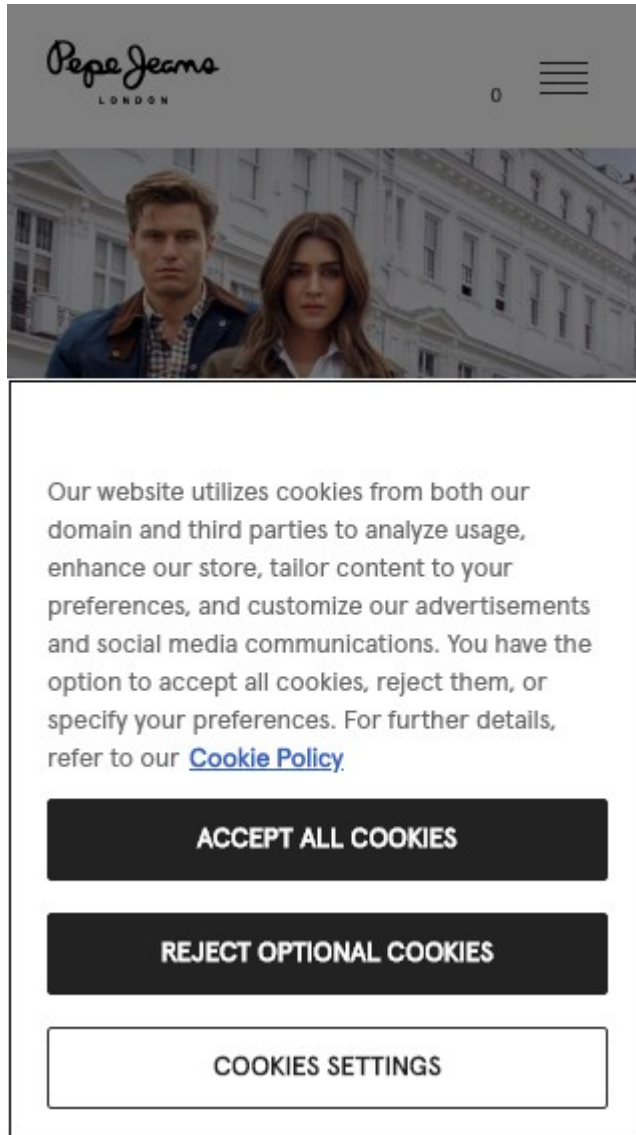 Pepe Jeans
LONDON
0
Our website utilizes cookies from both our
domain and third parties to analyze usage,
enhance our store, tailor content to your
preferences, and customize our advertisements
and social media communications. You have the
option to accept all cookies, reject them, or
specify your preferences. For further details,
refer to our Cookie Policy
ACCEPT ALL COOKIES
REJECT OPTIONAL COOKIES
COOKIES SETTINGS